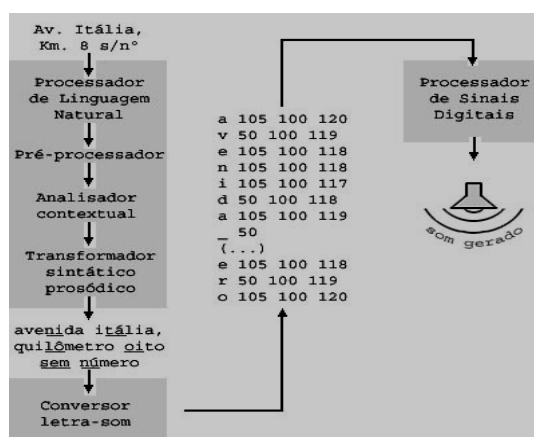 Av. Itália,
Km. 8 s/nº
Processador
de Linguagem
Natural
Pré-processador
Analisador
contextual
Transformador
sintático
prosódico
avenida itália,
quilômetro oito
sem número
Conversor
letra-som
a 105 100 120
v 50 100 119
e 105 100 118
n 105 100 118
i 105 100 117
d 50 100 118
a 105 100 119
_ 50
(...)
e 105 100 118
r 50 100 119
o 105 100 120
Processador
de Sinais
Digitais
som gerado